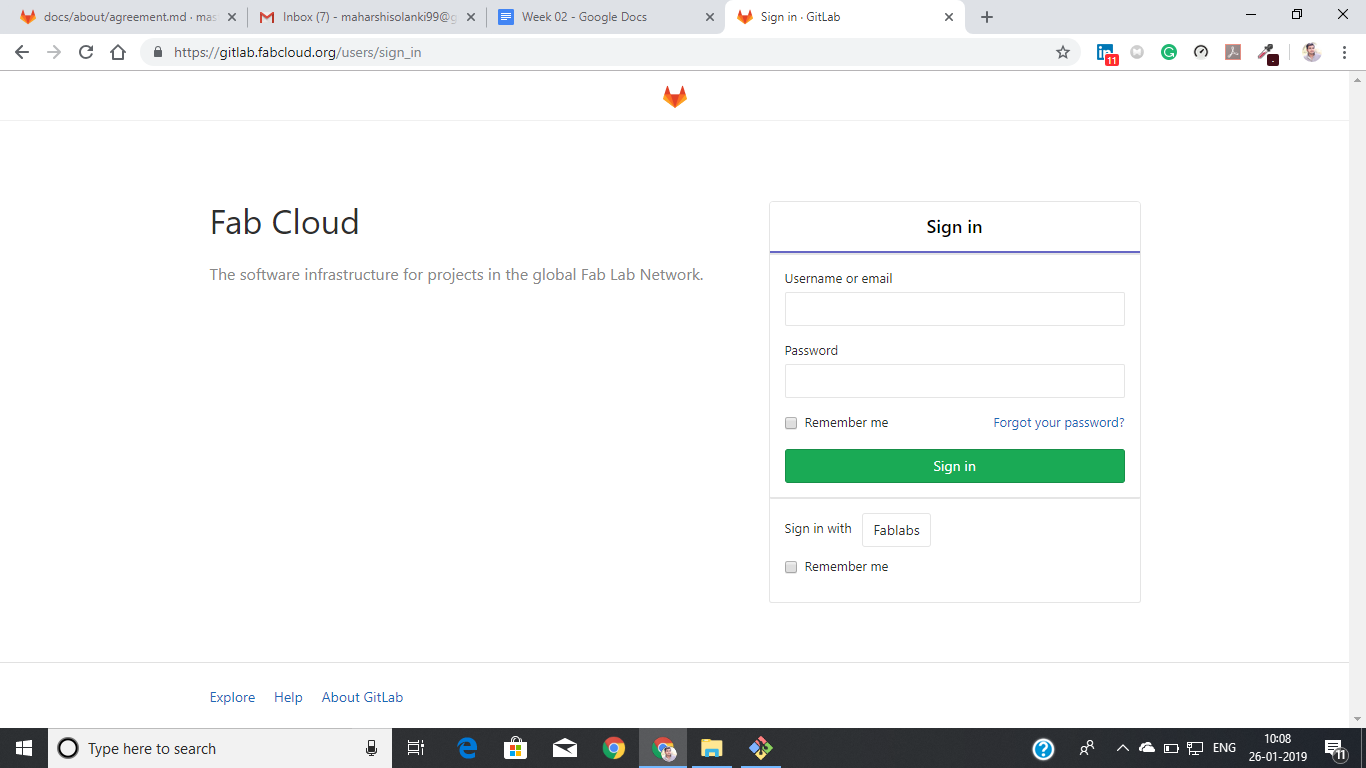 docs/about/agreement.md · mas
Inbox (7) - maharshisolanki99@g
Week 02 - Google Docs
Sign in · GitLab
https://gitlab.fabcloud.org/users/sign_in
11
Fab Cloud
The software infrastructure for projects in the global Fab Lab Network.
Sign in
Username or email
Password
Remember me
Forgot your password?
Sign in
Sign in with
Fablabs
Remember me
Explore
Help
About GitLab
Type here to search
ENG
10:08
26-01-2019
11